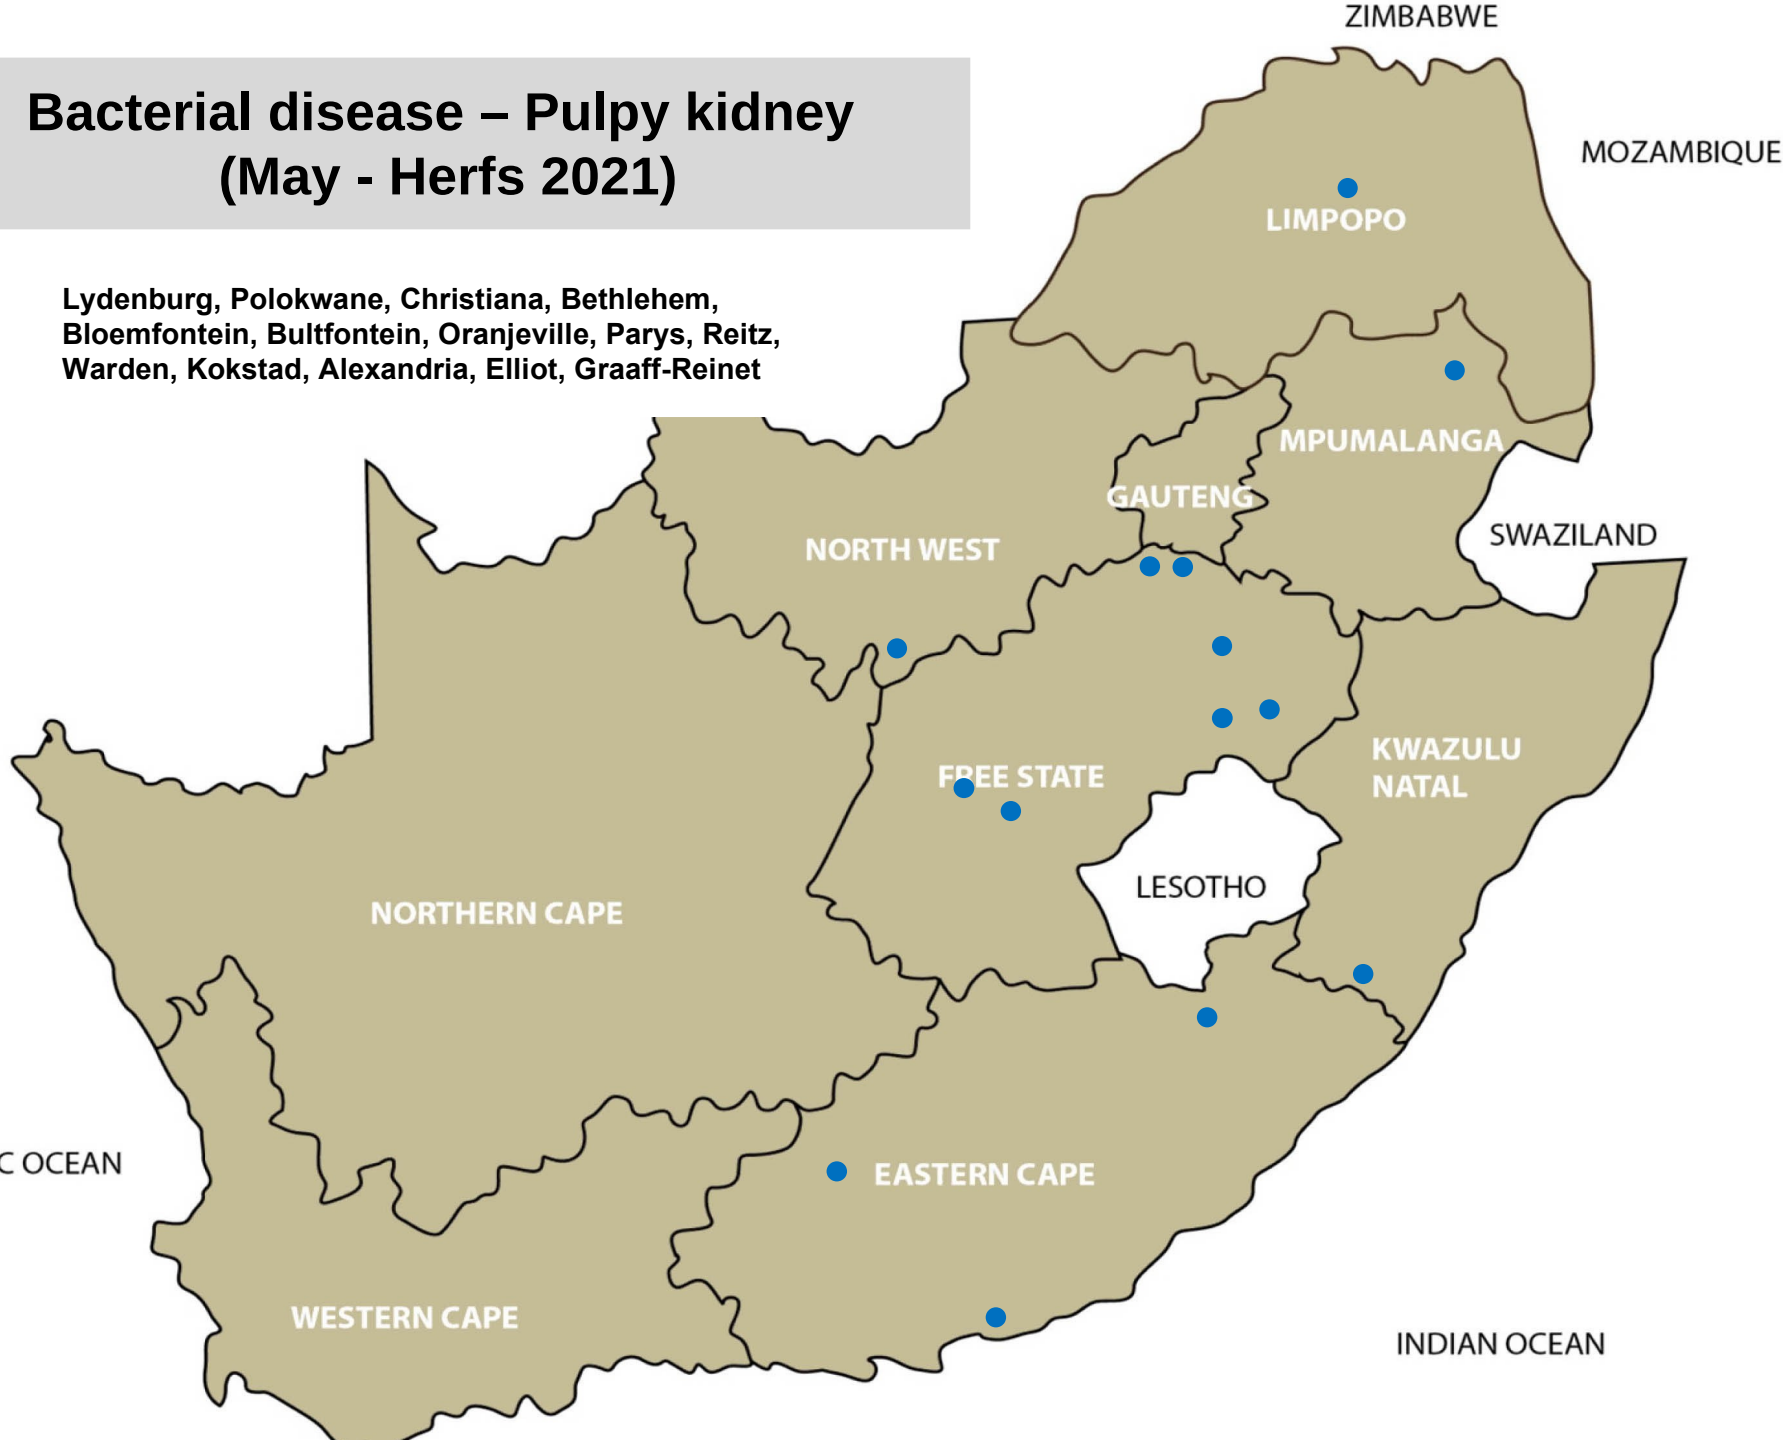 ZIMBABWE
Bacterial disease – Pulpy kidney
(May - Herfs 2021)
MOZAMBIQUE
LIMPOPO
Lydenburg, Polokwane, Christiana, Bethlehem,
Bloemfontein, Bultfontein, Oranjeville, Parys, Reitz,
Warden, Kokstad, Alexandria, Elliot, Graaff-Reinet
MPUMALANGA
GAUTENG
SWAZILAND
NORTH WEST
KWAZULU
NATAL
FREE STATE
LESOTHO
NORTHERN CAPE
C OCEAN
EASTERN CAPE
WESTERN CAPE
INDIAN OCEAN